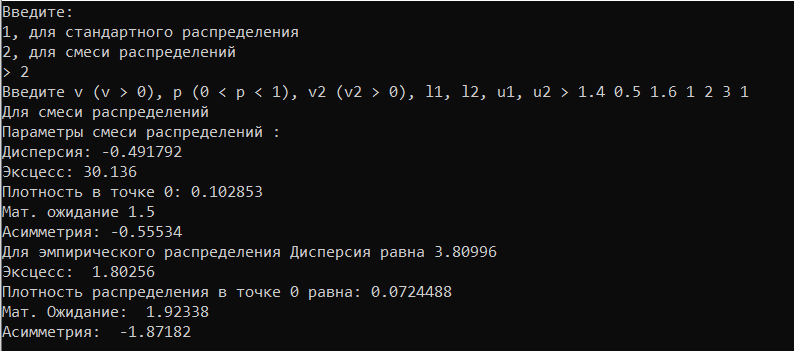 Введите:
1, для стандартного распределения
2, для смеси распределений
> 2
Введите v (v > 0), p (0 < p < 1), v2 (v2 > 0), l1, l2, u1, u2 > 1.4 0.5 1.6 1 2 3 1
Для смеси распределений
Параметры смеси распределений :
Дисперсия: -0.491792
Эксцесс: 30.136
Плотность в точке 0: 0.102853
Мат. ожидание 1.5
Асимметрия: -0.55534
Для эмпирического распределения Дисперсия равна 3.80996
Эксцесс:  1.80256
Плотность распределения в точке 0 равна: 0.0724488
Мат. Ожидание:  1.92338
Асимметрия:  -1.87182